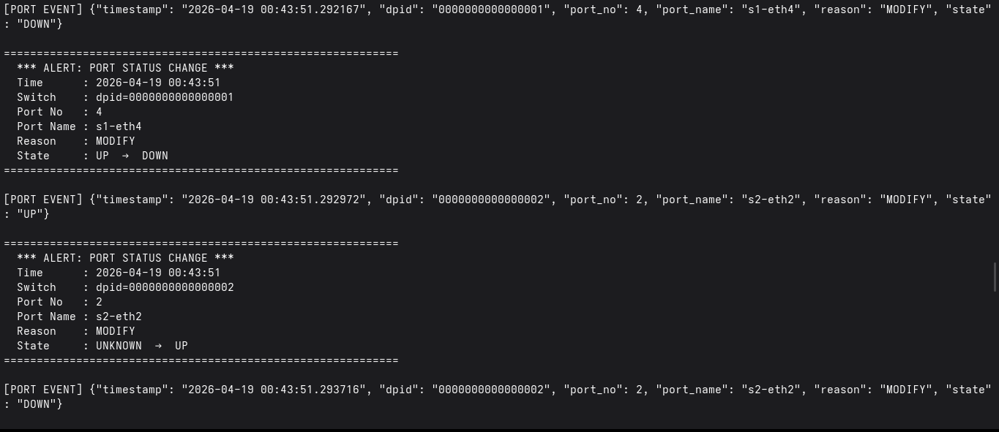 [PORT EVENT] {"timestamp": "2026-04-19 00:43:51.292167", "dpid": "0000000000000001", "port_no": 4, "port_name": "s1-eth4", "reason": "MODIFY", "state"
: "DOWN"}
============================================================
*** ALERT: PORT STATUS CHANGE ***
Time      : 2026-04-19 00:43:51
Switch    : dpid=0000000000000001
Port No   : 4
Port Name : s1-eth4
Reason    : MODIFY
State     : UP  →  DOWN
============================================================
[PORT EVENT] {"timestamp": "2026-04-19 00:43:51.292972", "dpid": "0000000000000002", "port_no": 2, "port_name": "s2-eth2", "reason": "MODIFY", "state"
: "UP"}
============================================================
*** ALERT: PORT STATUS CHANGE ***
Time      : 2026-04-19 00:43:51
Switch    : dpid=0000000000000002
Port No   : 2
Port Name : s2-eth2
Reason    : MODIFY
State     : UNKNOWN  →  UP
============================================================
[PORT EVENT] {"timestamp": "2026-04-19 00:43:51.293716", "dpid": "0000000000000002", "port_no": 2, "port_name": "s2-eth2", "reason": "MODIFY", "state"
: "DOWN"}